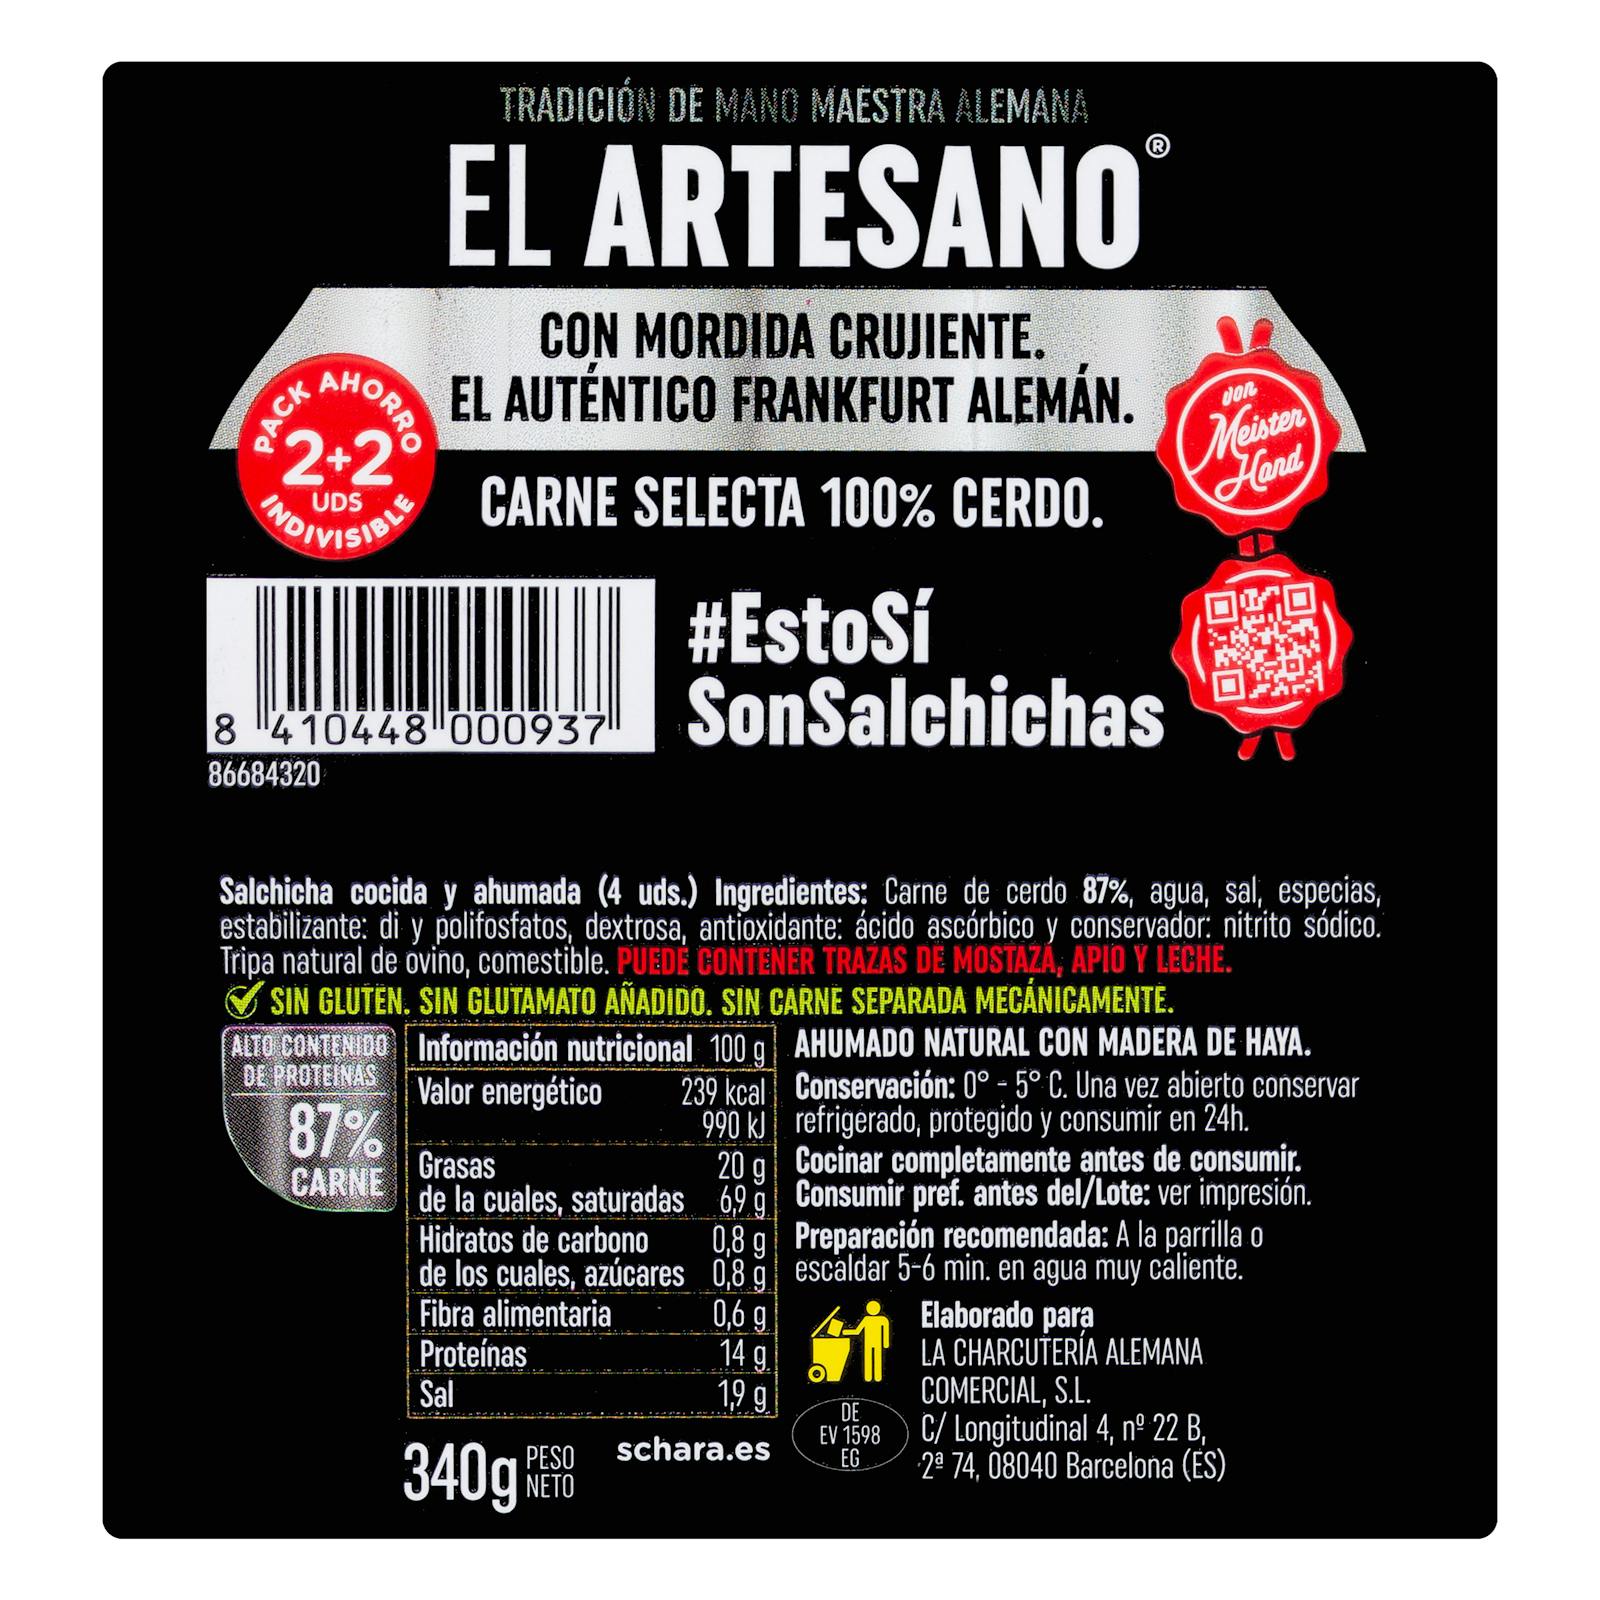 TRADICIÓN DE MANO MAESTRA ALEMANA
EL ARTESANO®
CON MORDIDA CRUJIENTE.
EL AUTÉNTICO FRANKFURT ALEMÁN.
PACK AHORRO
2+2
UDS
INDIVISIBLE
CARNE SELECTA 100% CERDO.
von
Meister
Hand
#EstoSí
SonSalchichas
8 410448 000937
86684320
Salchicha cocida y ahumada (4 uds.) Ingredientes: Carne de cerdo 87%, agua, sal, especias,
estabilizante: di y polifosfatos, dextrosa, antioxidante: ácido ascórbico y conservador: nitrito sódico.
Tripa natural de ovino, comestible. PUEDE CONTENER TRAZAS DE MOSTAZA, APIO Y LECHE.
SIN GLUTEN. SIN GLUTAMATO AÑADIDO. SIN CARNE SEPARADA MECÁNICAMENTE.
ALTO CONTENIDO
DE PROTEÍNAS
87%
CARNE
Información nutricional 100 g
Valor energético 239 kcal
990 kJ
Grasas 20 g
de la cuales, saturadas 6,9 g
Hidratos de carbono 0,8 g
de los cuales, azúcares 0,8 g
Fibra alimentaria 0,6 g
Proteínas 14 g
Sal 1,9 g
340g PESO
NETO
schara.es
AHUMADO NATURAL CON MADERA DE HAYA.
Conservación: 0° - 5° C. Una vez abierto conservar
refrigerado, protegido y consumir en 24h.
Cocinar completamente antes de consumir.
Consumir pref. antes del/Lote: ver impresión.
Preparación recomendada: A la parrilla o
escaldar 5-6 min. en agua muy caliente.
DE
EV 1598
EG
Elaborado para
LA CHARCUTERÍA ALEMANA
COMERCIAL, S.L.
C/ Longitudinal 4, nº 22 B,
2ª 74, 08040 Barcelona (ES)